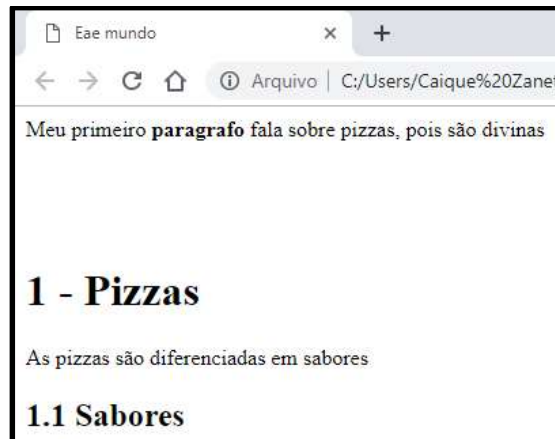 Eae mundo
Arquivo | C:/Users/Caique%20Zanet
Meu primeiro paragrafo fala sobre pizzas, pois são divinas
1 - Pizzas
As pizzas são diferenciadas em sabores
1.1 Sabores